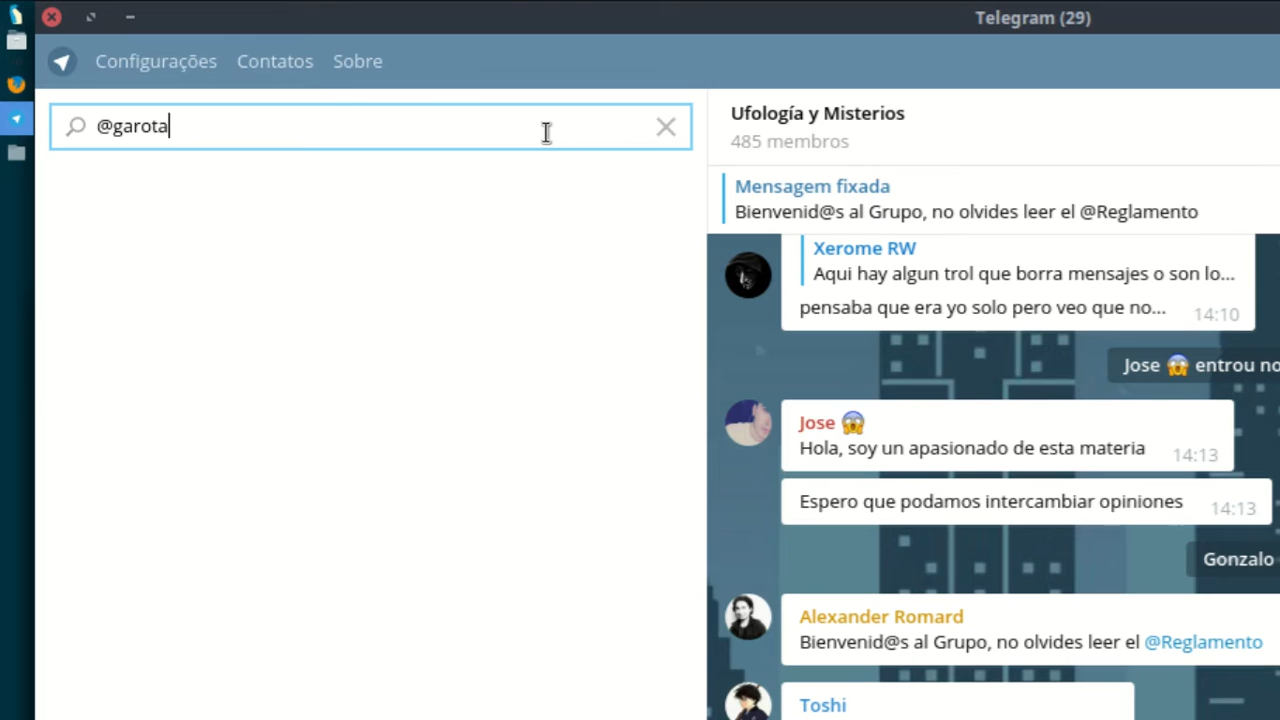 Telegram (29)
Configurações Contatos Sobre
@garota
Ufología y Misterios
485 membros
Mensagem fixada
Bienvenid@s al Grupo, no olvides leer el @Reglamento
Xerome RW
Aqui hay algun trol que borra mensajes o son lo...
pensaba que era yo solo pero veo que no... 14:10
Jose 😱 entrou no
Jose 😱
Hola, soy un apasionado de esta materia 14:13
Espero que podamos intercambiar opiniones 14:13
Gonzalo
Alexander Romard
Bienvenid@s al Grupo, no olvides leer el @Reglamento
Toshi